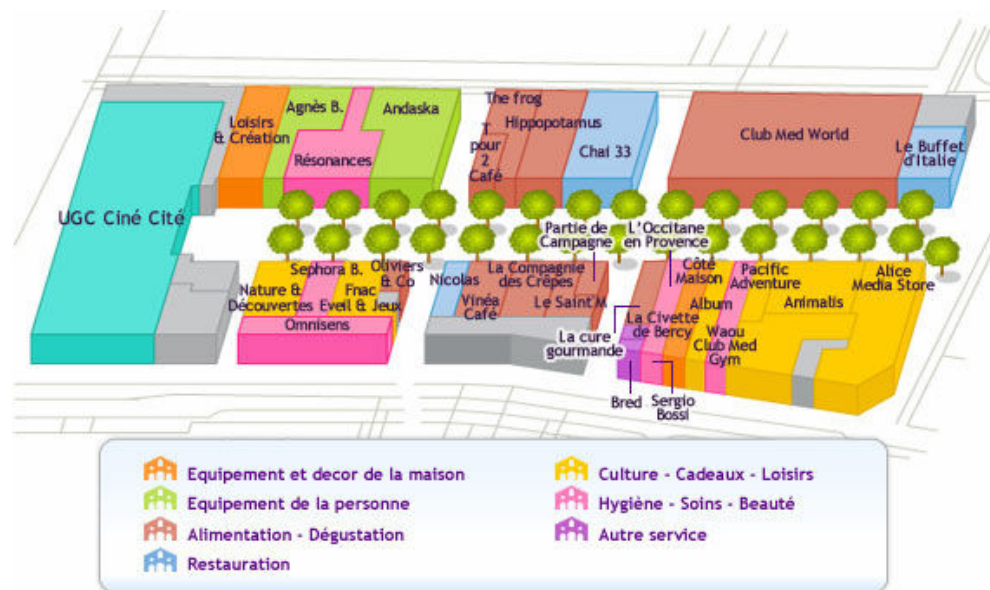 Loisirs
& Création
Agnès B.
Andaska
Résonances
The frog
T
pour
2
Café
Hippopotamus
Chai 33
Club Med World
Le Buffet
d'Italie
UGC Ciné Cité
Partie de
Campagne
L'Occitane
en Provence
Sephora B.
Oliviers
& Co
Nature &
Découvertes
Fnac
Eveil & Jeux
Omnisens
Nicolas
La Compagnie
des Crêpes
Vinéa
Café
Le Saint M
Côté
Maison
Pacific
Adventure
Alice
Media Store
Album
Animalis
La Civette
de Bercy
Waou
Club Med
Gym
La cure
gourmande
Bred
Sergio
Bossi
Equipement et decor de la maison
Equipement de la personne
Alimentation - Dégustation
Restauration
Culture - Cadeaux - Loisirs
Hygiène - Soins - Beauté
Autre service